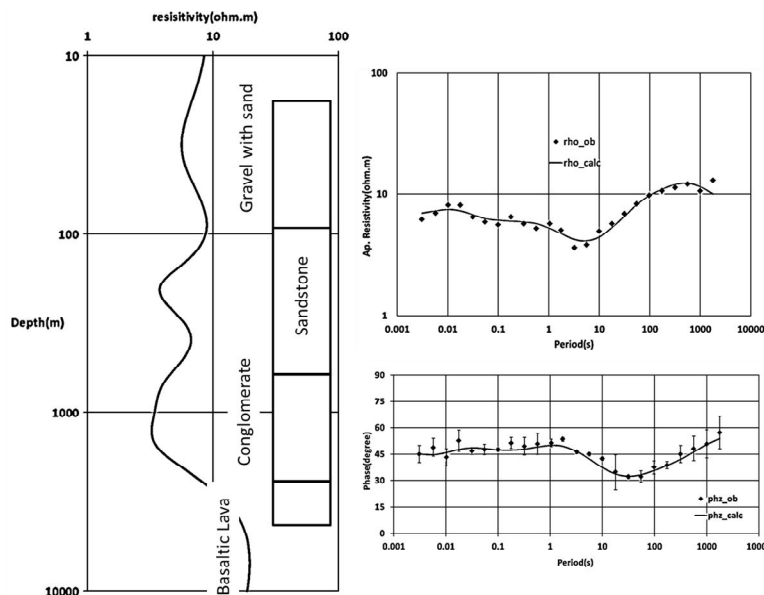 resisitivity(ohm.m)
1 10 100
10
100
Depth(m)
1000
10000
Gravel with sand
Sandstone
Conglomerate
Basaltic Lava
100
10
1
Ap. Resistivity(ohm.m)
rho_ob
rho_calc
0.001 0.01 0.1 1 10 100 1000 10000
Period(s)
90
75
60
45
30
15
0
Phase(degree)
phz_ob
phz_calc
0.001 0.01 0.1 1 10 100 1000 10000
Period(s)